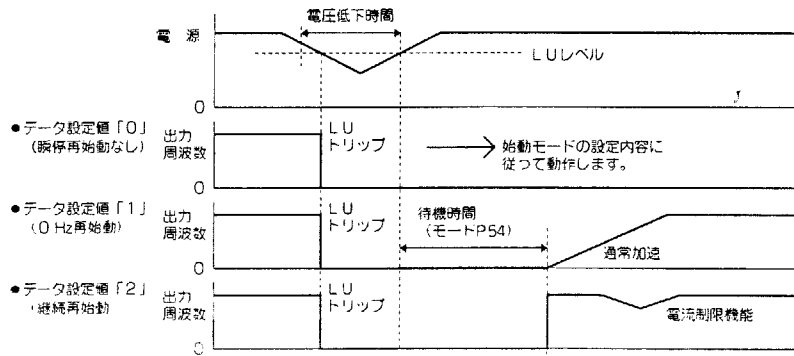 電圧低下時間
電 源
LUレベル
0
●データ設定値「0」
(瞬停再始動なし)
出力
周波数
LU
トリップ
始動モードの設定内容に
従つて動作します。
0
●データ設定値「1」
(0 Hz再始動)
出力
周波数
LU
トリップ
待機時間
(モードP54)
通常加速
0
●データ設定値「2」
(継続再始動
出力
周波数
LU
トリップ
電流制限機能
0